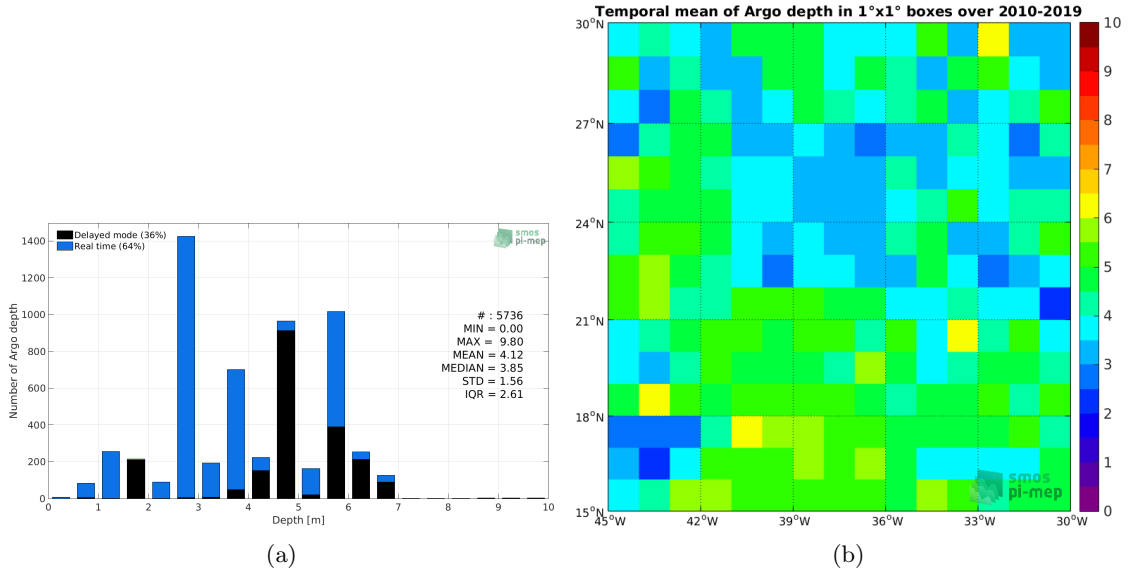 Delayed mode (36%)
Real time (64%)
smos
pi-mep
# : 5736
MIN = 0.00
MAX = 9.80
MEAN = 4.12
MEDIAN = 3.85
STD = 1.56
IQR = 2.61
Number of Argo depth
1400
1200
1000
800
600
400
200
0
0 1 2 3 4 5 6 7 8 9 10
Depth [m]
(a)
Temporal mean of Argo depth in 1°x1° boxes over 2010-2019
30°N
27°N
24°N
21°N
18°N
15°N
45°W 42°W 39°W 36°W 33°W 30°W
smos
pi-mep
10
9
8
7
6
5
4
3
2
1
0
(b)